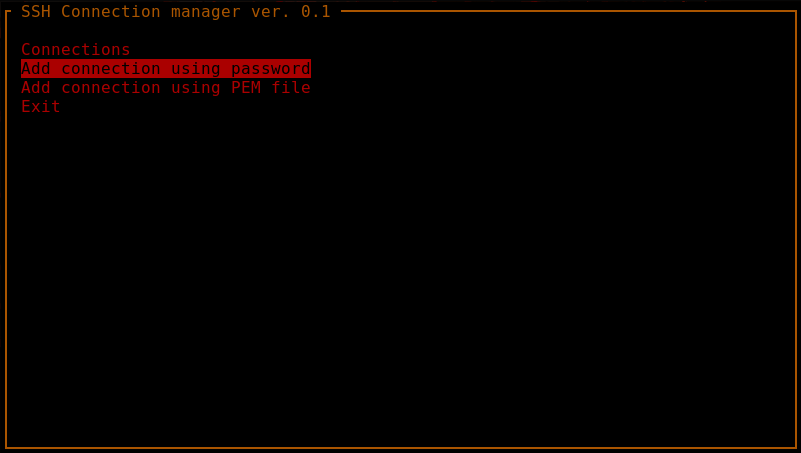 SSH Connection manager ver. 0.1
Connections
Add connection using password
Add connection using PEM file
Exit